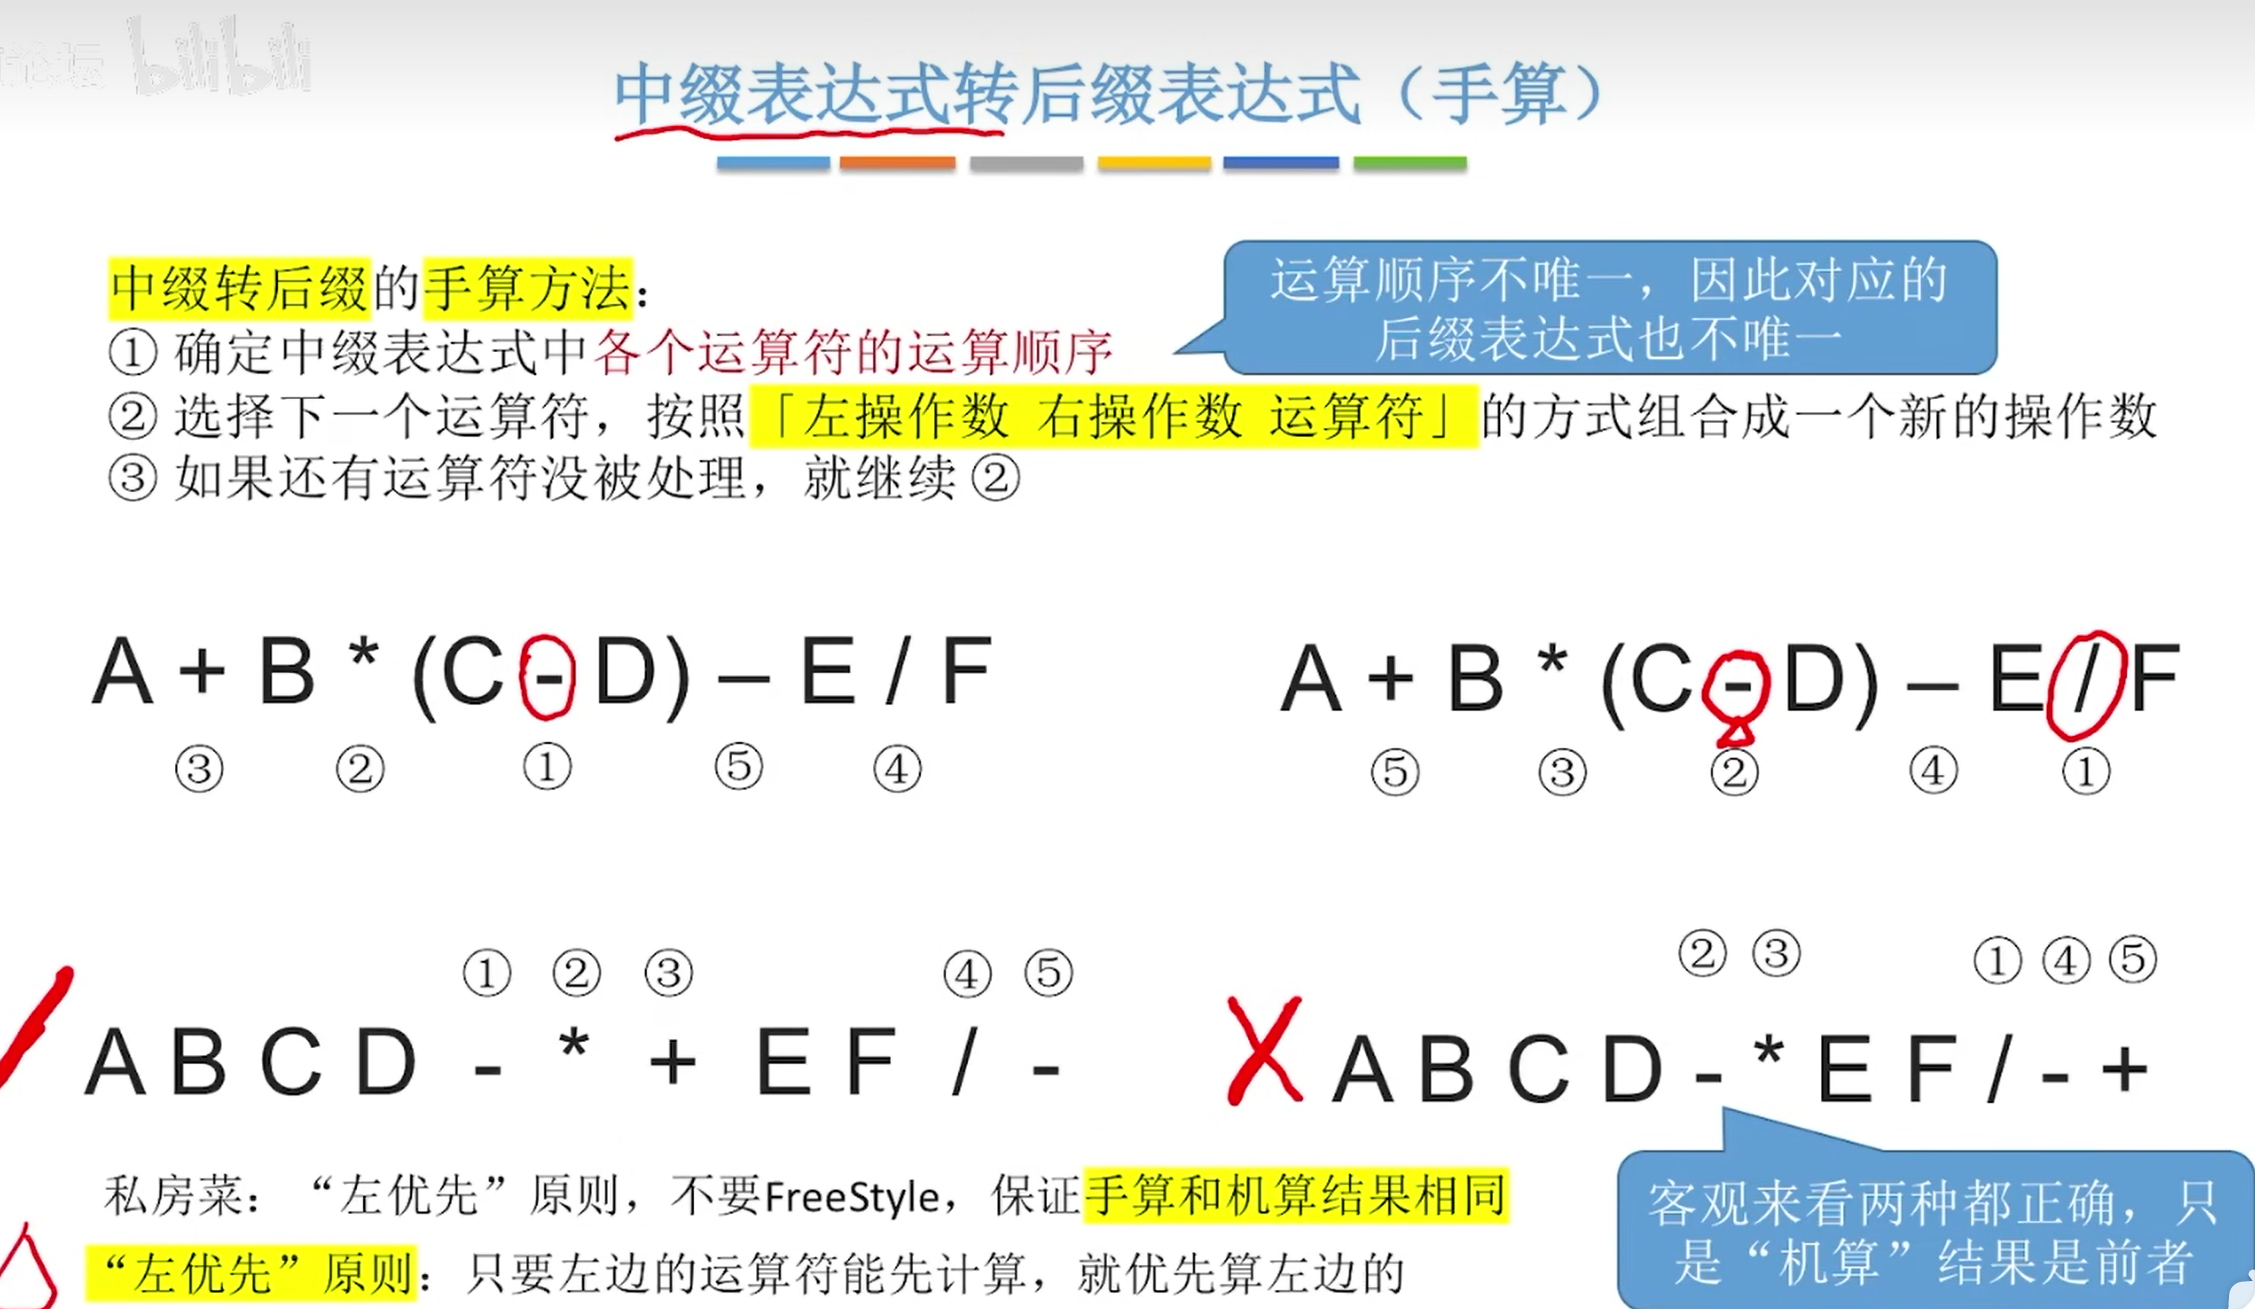 论坛 bilibili
中缀表达式转后缀表达式（手算）
中缀转后缀的手算方法：
① 确定中缀表达式中各个运算符的运算顺序
运算顺序不唯一，因此对应的
后缀表达式也不唯一
② 选择下一个运算符，按照「左操作数 右操作数 运算符」的方式组合成一个新的操作数
③ 如果还有运算符没被处理，就继续 ②
A + B * (C - D) – E / F
③ ② ① ⑤ ④
A + B * (C - D) – E / F
⑤ ③ ② ④ ①
① ② ③ ④ ⑤
A B C D - * + E F / -
② ③ ① ④ ⑤
X A B C D - * E F / - +
私房菜：“左优先”原则，不要FreeStyle，保证手算和机算结果相同
“左优先”原则：只要左边的运算符能先计算，就优先算左边的
客观来看两种都正确，只
是“机算”结果是前者